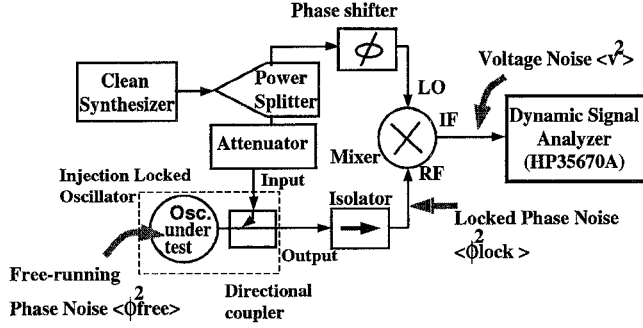 Phase shifter
ϕ
Clean
Synthesizer
Power
Splitter
LO
Voltage Noise <v²>
IF
Dynamic Signal
Analyzer
(HP35670A)
Attenuator
Mixer
RF
Injection Locked
Oscillator
Input
Isolator
Osc.
under
test
Output
Locked Phase Noise
<ϕ²lock >
Free-running
Phase Noise <ϕ²free>
Directional
coupler